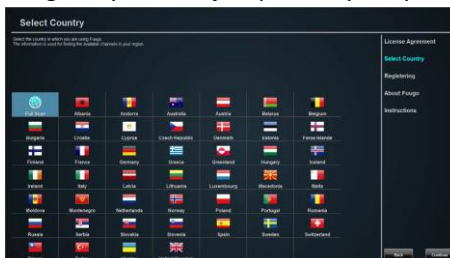 Select Country
Select the country in which you are using Fuugo.
The information is used for finding the available channels in your region.
Full Scan Albania Andorra Australia Austria Belarus Belgium
Bulgaria Croatia Cyprus Czech Republic Denmark Estonia Faroe Islands
Finland France Germany Greece Greenland Hungary Iceland
Ireland Italy Latvia Lithuania Luxembourg Macedonia Malta
Moldova Montenegro Netherlands Norway Poland Portugal Romania
Russia Serbia Slovakia Slovenia Spain Sweden Switzerland
License Agreement
Select Country
Registering
About Fuugo
Instructions
Back Continue